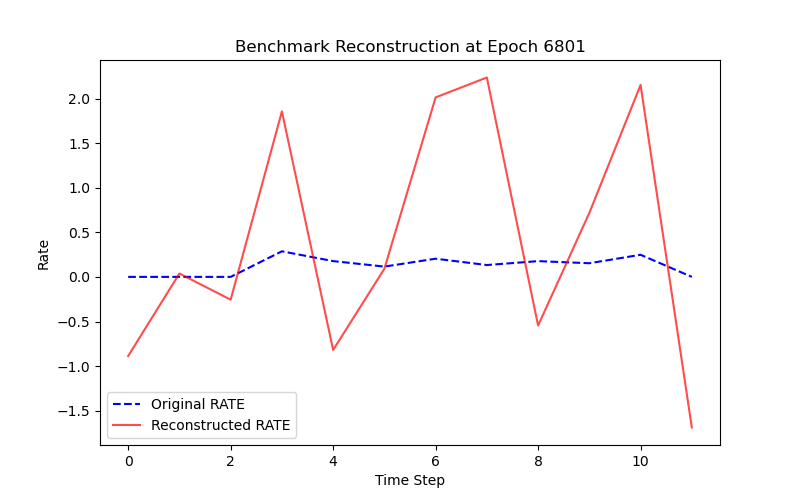 Benchmark Reconstruction at Epoch 6801
Rate
2.0
1.5
1.0
0.5
0.0
−0.5
−1.0
−1.5
Original RATE
Reconstructed RATE
0 2 4 6 8 10
Time Step